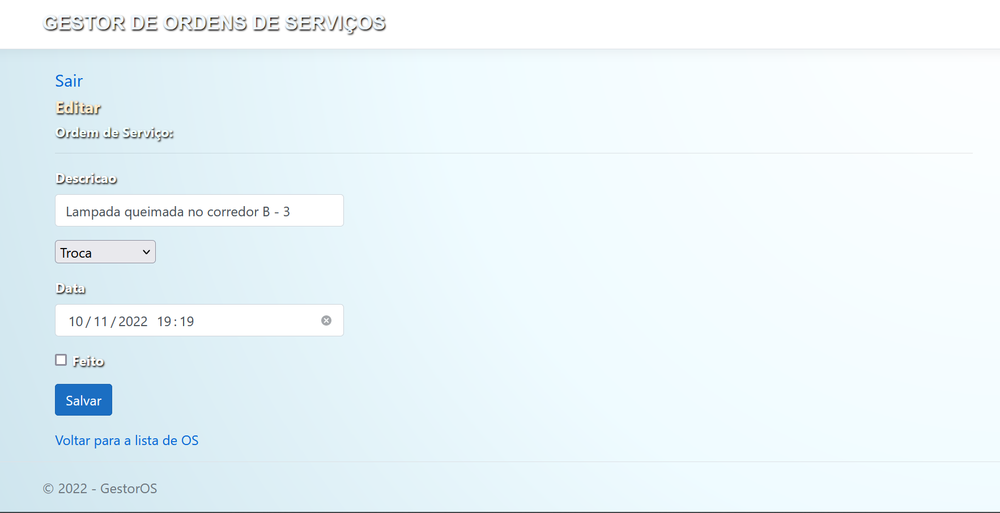 GESTOR DE ORDENS DE SERVIÇOS
Sair
Editar
Ordem de Serviço:
Descricao
Lampada queimada no corredor B - 3
Troca
Data
10/11/2022 19:19
Feito
Salvar
Voltar para a lista de OS
© 2022 - GestorOS